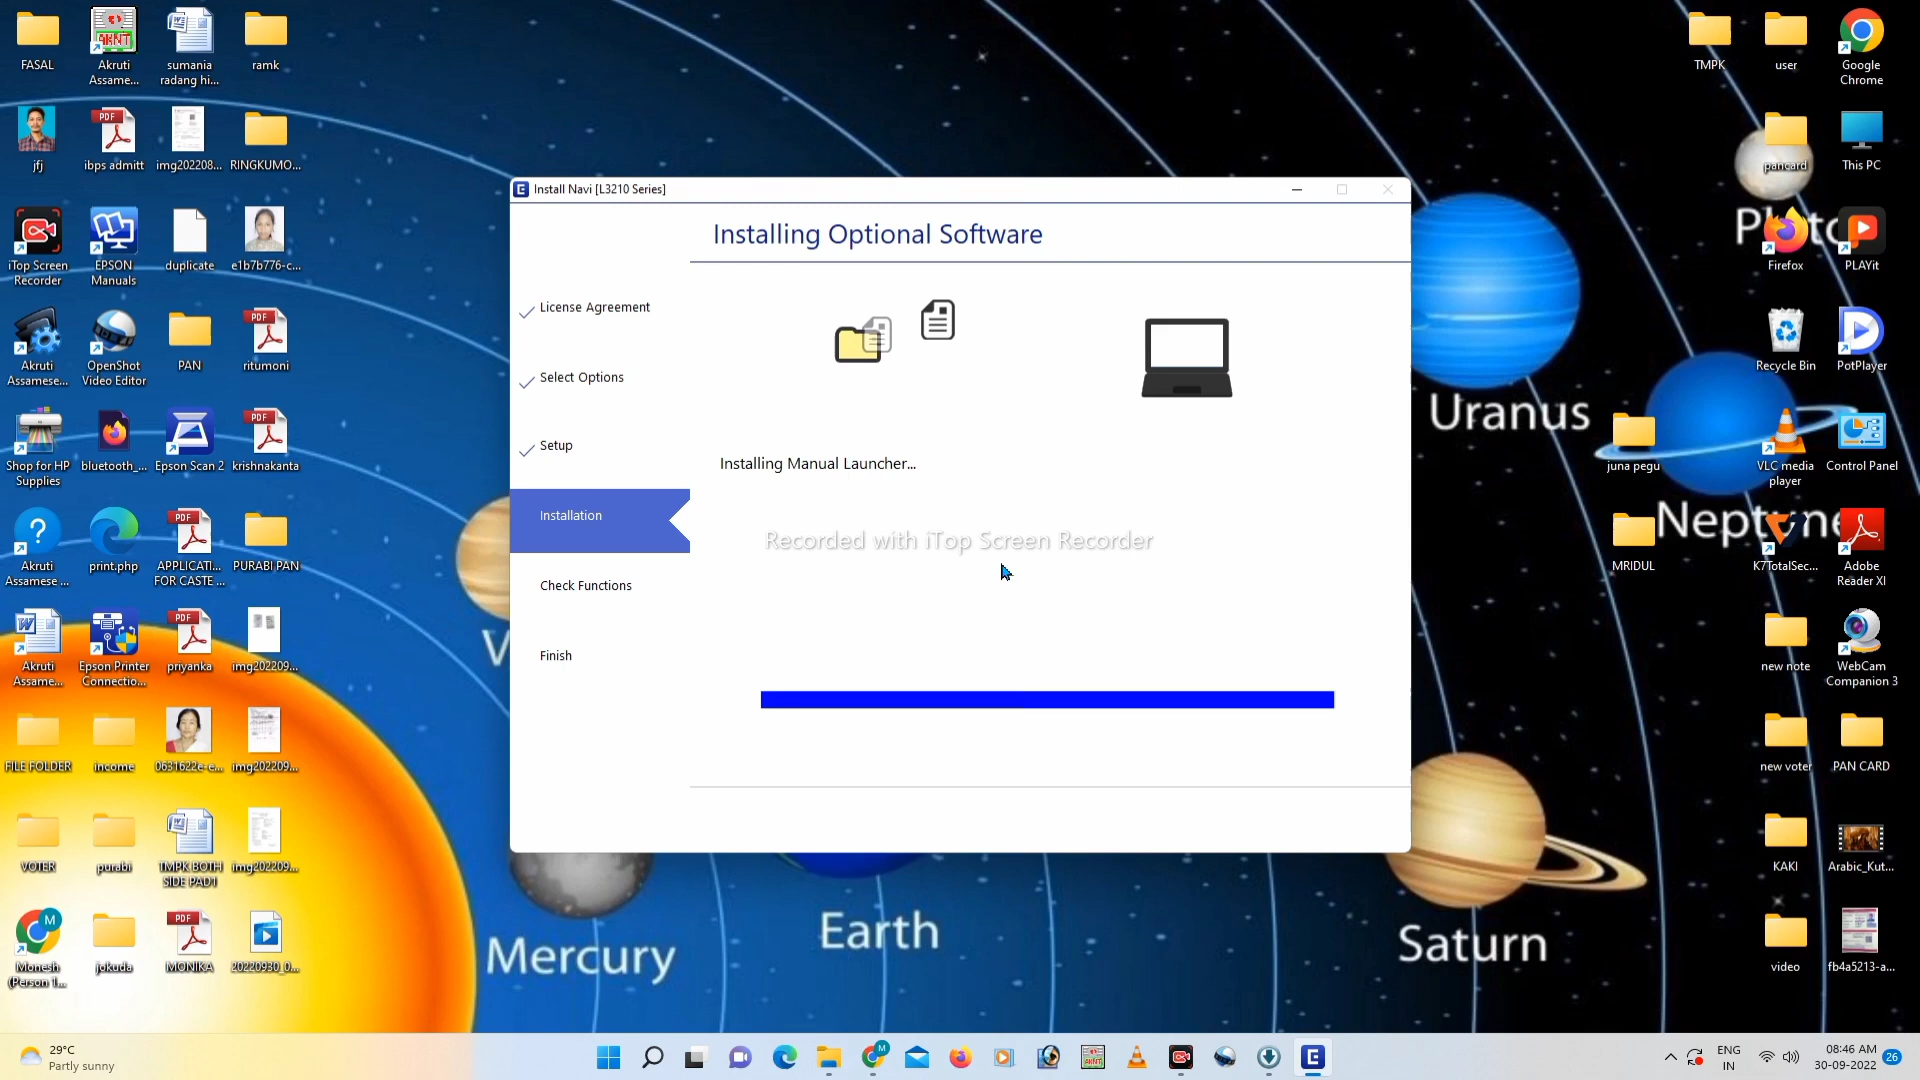 FASAL
Akruti
Assame...
sumania
radang hi...
ramk
TMPK
user
Google
Chrome
jfj
ibps admitt
img202208...
RINGKUMO...
pancard
This PC
iTop Screen
Recorder
EPSON
Manuals
duplicate
e1b7b776-c...
Firefox
PLAYit
Akruti
Assamese...
OpenShot
Video Editor
PAN
ritumoni
Recycle Bin
PotPlayer
Shop for HP
Supplies
bluetooth_...
Epson Scan 2
krishnakanta
juna pegu
VLC media
player
Control Panel
Akruti
Assamese ...
print.php
APPLICATI...
FOR CASTE ...
PURABI PAN
MRIDUL
K7TotalSec...
Adobe
Reader XI
Akruti
Assame...
Epson Printer
Connectio...
priyanka
img202209...
new note
WebCam
Companion 3
FILE FOLDER
income
0631622e-e...
img202209...
new voter
PAN CARD
VOTER
purabi
TMPK BOTH
SIDE PAD1
img202209...
KAKI
Arabic_Kut...
Monesh
(Person 1...
jokuda
MONIKA
20220930_0...
video
fb4a5213-a...
Install Navi [L3210 Series]
Installing Optional Software
License Agreement
Select Options
Setup
Installation
Check Functions
Finish
Installing Manual Launcher...
Recorded with iTop Screen Recorder
Uranus
Neptune
Mercury
Earth
Saturn
29°C
Partly sunny
ENG
IN
08:46 AM
30-09-2022
26